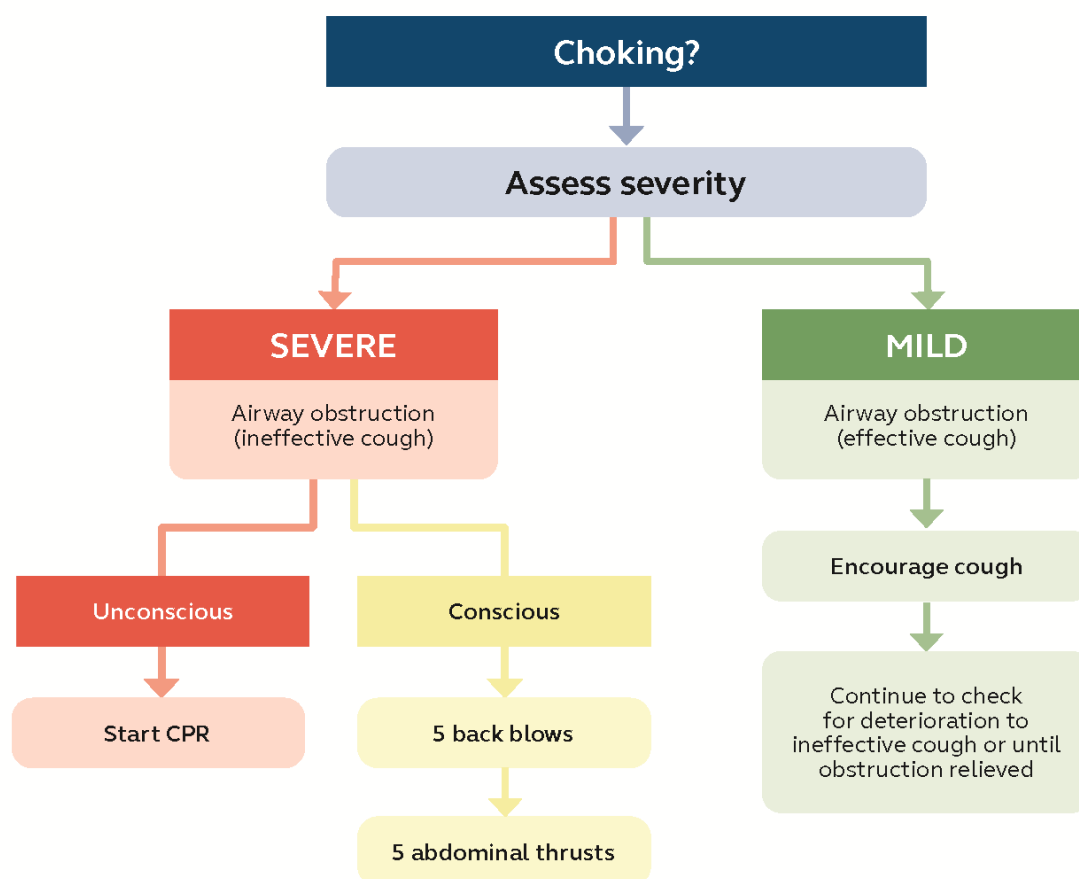 Choking?
Assess severity
SEVERE
Airway obstruction
(ineffective cough)
MILD
Airway obstruction
(effective cough)
Encourage cough
Unconscious
Conscious
Start CPR
5 back blows
Continue to check
for deterioration to
ineffective cough or until
obstruction relieved
5 abdominal thrusts